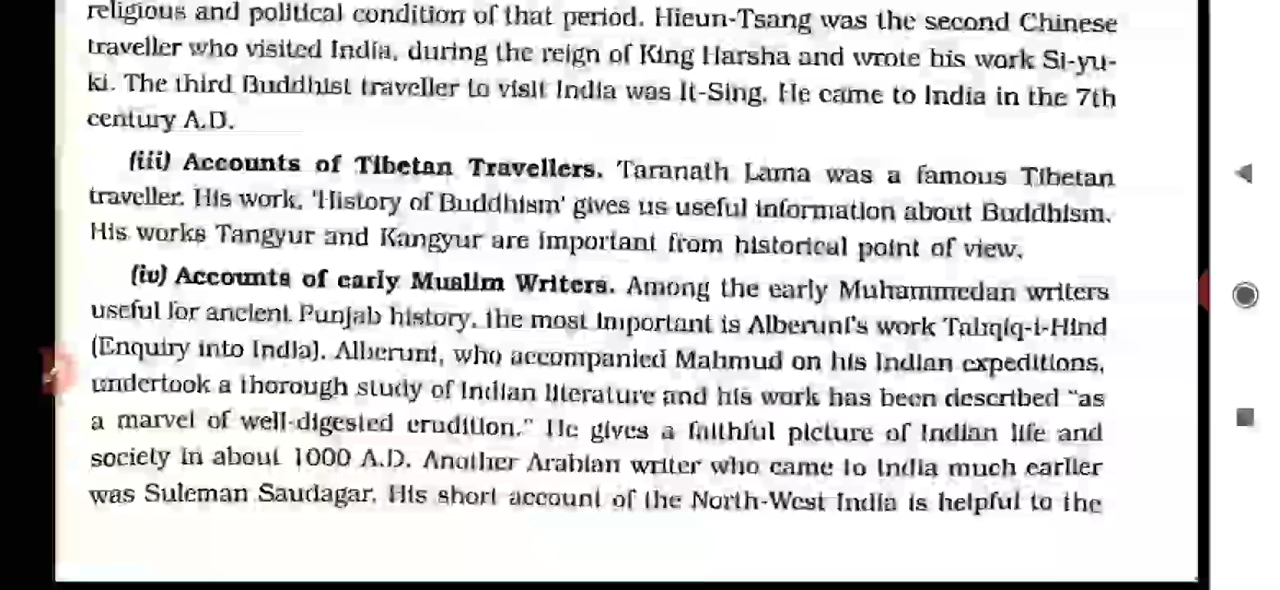 religious and political condition of that period. Hieun-Tsang was the second Chinese
traveller who visited India, during the reign of King Harsha and wrote his work Si-yu-
ki. The third Buddhist traveller to visit India was It-Sing. He came to India in the 7th
century A.D.
(iii) Accounts of Tibetan Travellers. Taranath Lama was a famous Tibetan
traveller. His work, 'History of Buddhism' gives us useful information about Buddhism.
His works Tangyur and Kangyur are important from historical point of view.
(iv) Accounts of early Muslim Writers. Among the early Muhammedan writers
useful for ancient Punjab history, the most important is Alberuni's work Tahqiq-i-Hind
(Enquiry into India). Alberuni, who accompanied Mahmud on his Indian expeditions,
undertook a thorough study of Indian literature and his work has been described "as
a marvel of well-digested erudition." He gives a faithful picture of Indian life and
society in about 1000 A.D. Another Arabian writer who came to India much earlier
was Suleman Saudagar. His short account of the North-West India is helpful to the